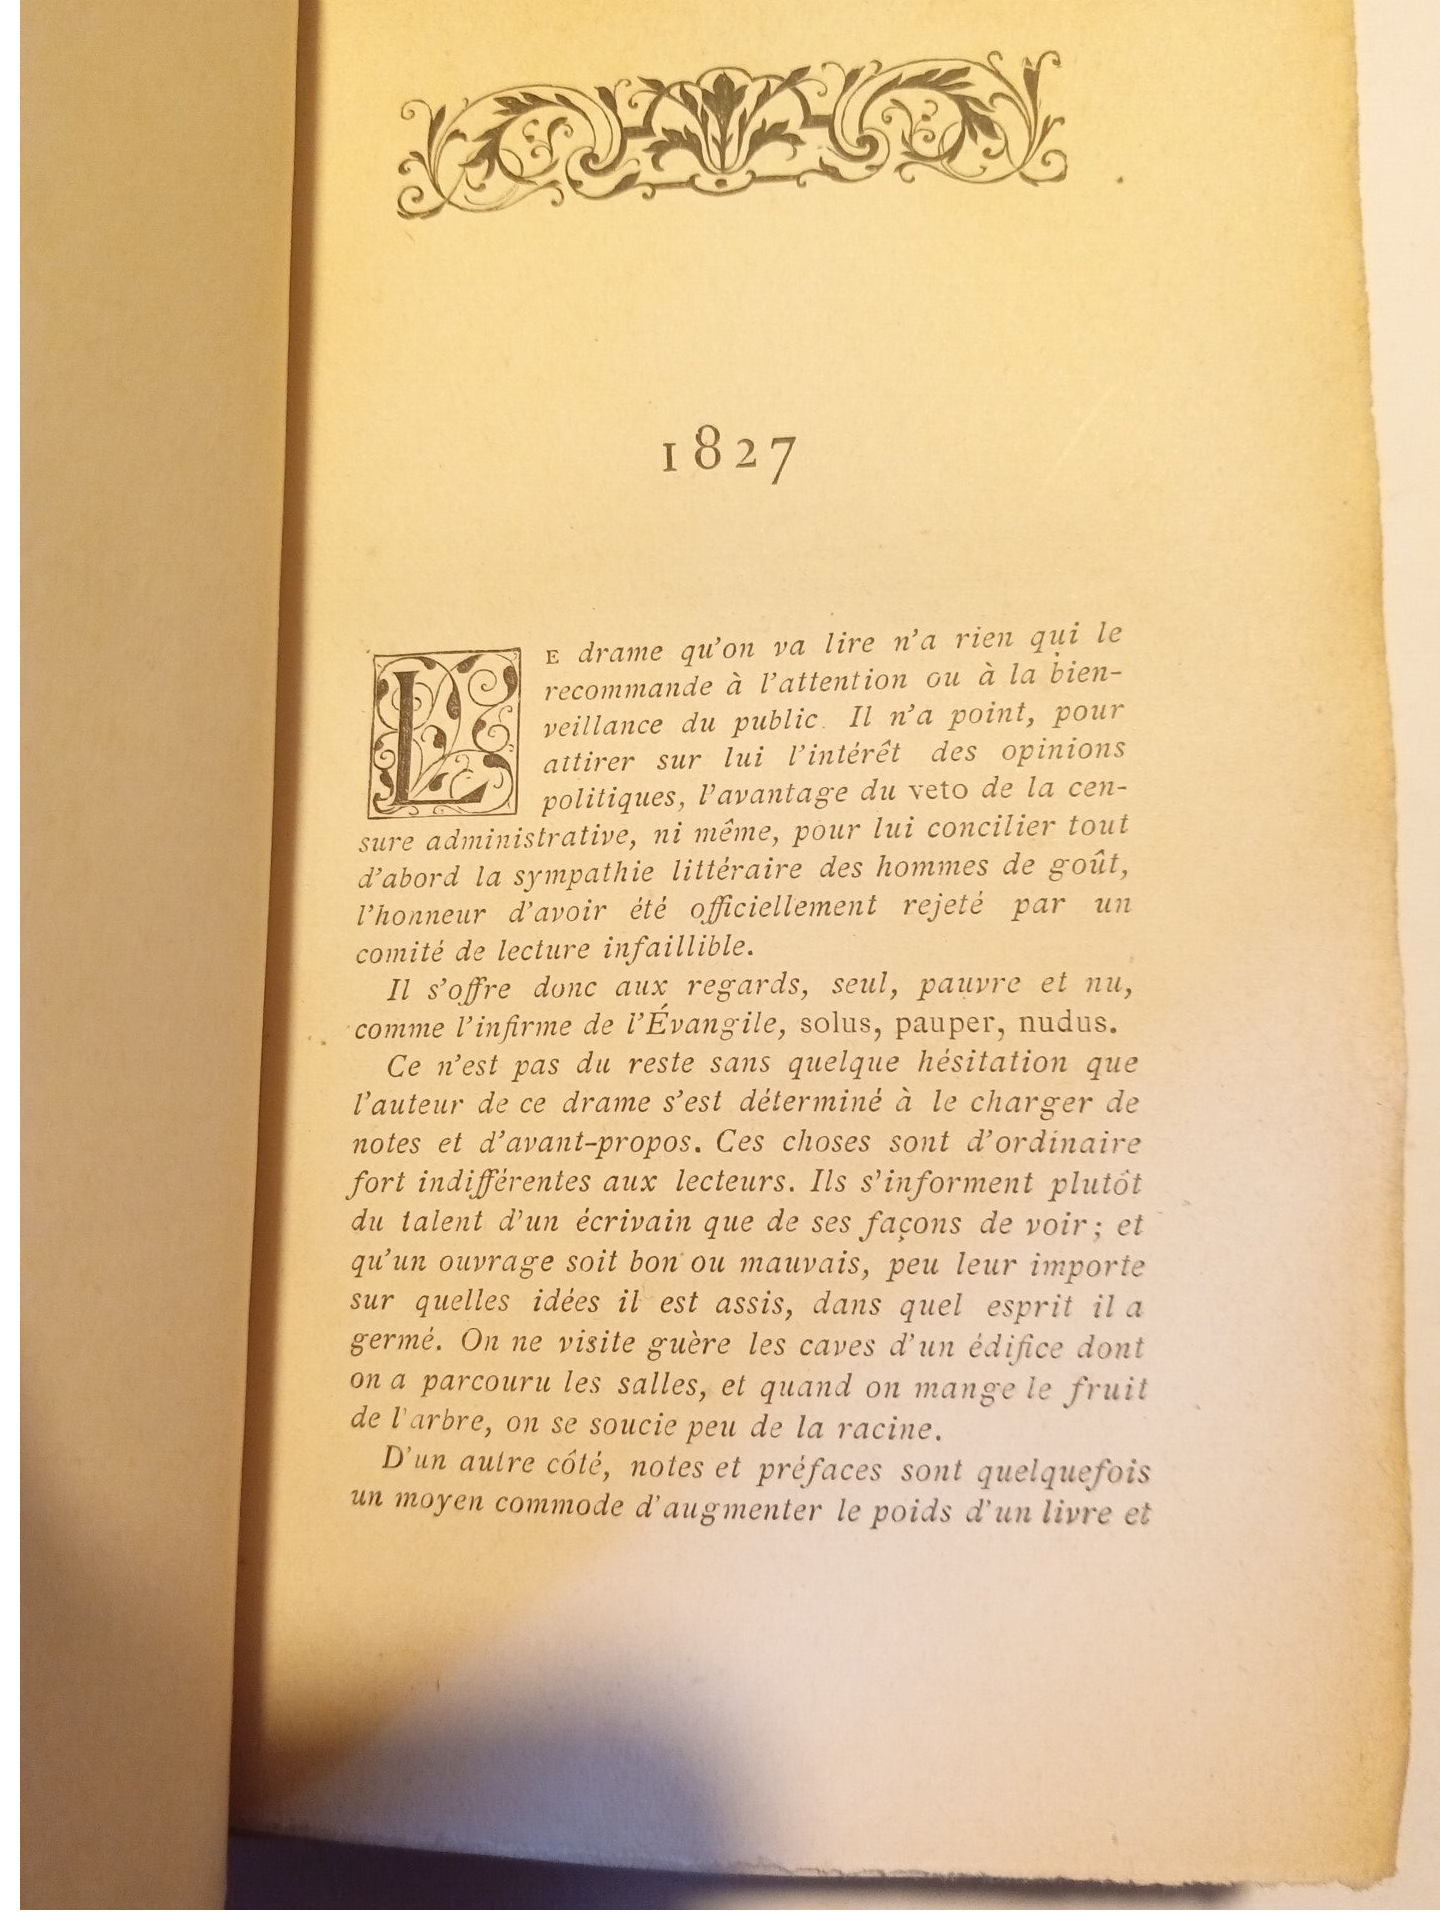 1827
LE drame qu'on va lire n'a rien qui le
recommande à l'attention ou à la bien-
veillance du public. Il n'a point, pour
attirer sur lui l'intérêt des opinions
politiques, l'avantage du veto de la cen-
sure administrative, ni même, pour lui concilier tout
d'abord la sympathie littéraire des hommes de goût,
l'honneur d'avoir été officiellement rejeté par un
comité de lecture infaillible.
Il s'offre donc aux regards, seul, pauvre et nu,
comme l'infirme de l'Évangile, solus, pauper, nudus.
Ce n'est pas du reste sans quelque hésitation que
l'auteur de ce drame s'est déterminé à le charger de
notes et d'avant-propos. Ces choses sont d'ordinaire
fort indifférentes aux lecteurs. Ils s'informent plutôt
du talent d'un écrivain que de ses façons de voir; et
qu'un ouvrage soit bon ou mauvais, peu leur importe
sur quelles idées il est assis, dans quel esprit il a
germé. On ne visite guère les caves d'un édifice dont
on a parcouru les salles, et quand on mange le fruit
de l'arbre, on se soucie peu de la racine.
D'un autre côté, notes et préfaces sont quelquefois
un moyen commode d'augmenter le poids d'un livre et